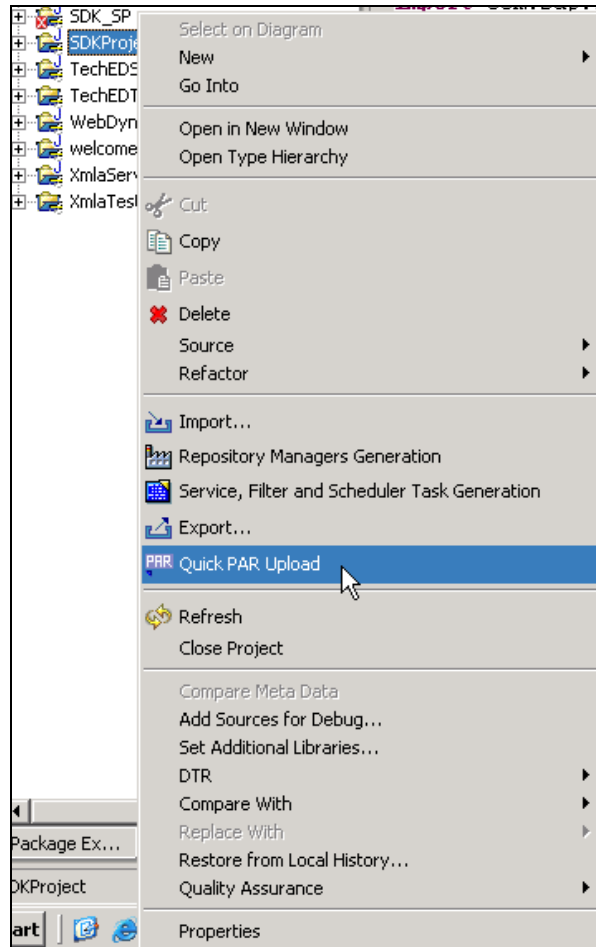 SDK_SP
SDKProje
TechEDS
TechEDT
WebDyn
welcome
XmlaServ
XmlaTest
Select on Diagram
New
Go Into
Open in New Window
Open Type Hierarchy
Cut
Copy
Paste
Delete
Source
Refactor
Import...
Repository Managers Generation
Service, Filter and Scheduler Task Generation
Export...
PAR Quick PAR Upload
Refresh
Close Project
Compare Meta Data
Add Sources for Debug...
Set Additional Libraries...
DTR
Compare With
Replace With
Restore from Local History...
Quality Assurance
Properties
Package Ex...
DKProject
art